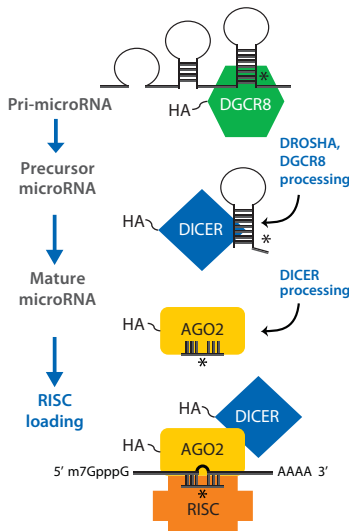 *
HA
DGCR8
Pri-microRNA
DROSHA,
DGCR8
processing
Precursor
microRNA
HA
DICER
*
DICER
processing
Mature
microRNA
HA
AGO2
*
RISC
loading
HA
DICER
HA
AGO2
5’ m7GpppG
AAAA 3’
*
RISC